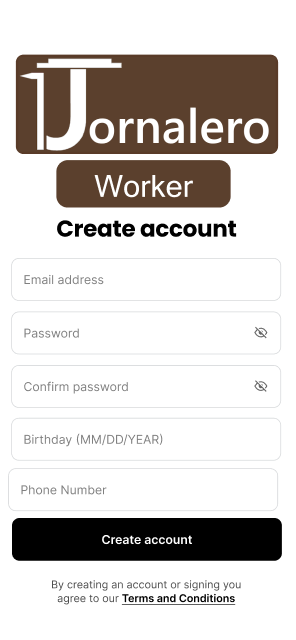 Jornalero
Worker
Create account
Email address
Password
Confirm password
Birthday (MM/DD/YEAR)
Phone Number
Create account
By creating an account or signing you
agree to our Terms and Conditions